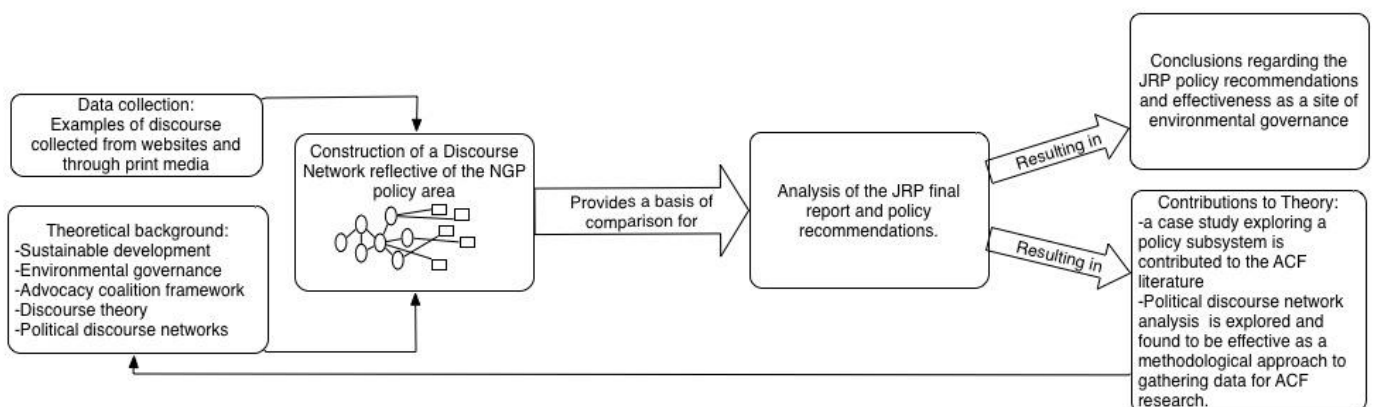 Data collection:
Examples of discourse
collected from websites and
through print media
Theoretical background:
-Sustainable development
-Environmental governance
-Advocacy coalition framework
-Discourse theory
-Political discourse networks
Construction of a Discourse
Network reflective of the NGP
policy area
Provides a basis of
comparison for
Analysis of the JRP final
report and policy
recommendations.
Resulting in
Conclusions regarding the
JRP policy recommendations
and effectiveness as a site of
environmental governance
Resulting in
Contributions to Theory:
-a case study exploring a
policy subsystem is
contributed to the ACF
literature
-Political discourse network
analysis is explored and
found to be effective as a
methodological approach to
gathering data for ACF
research.